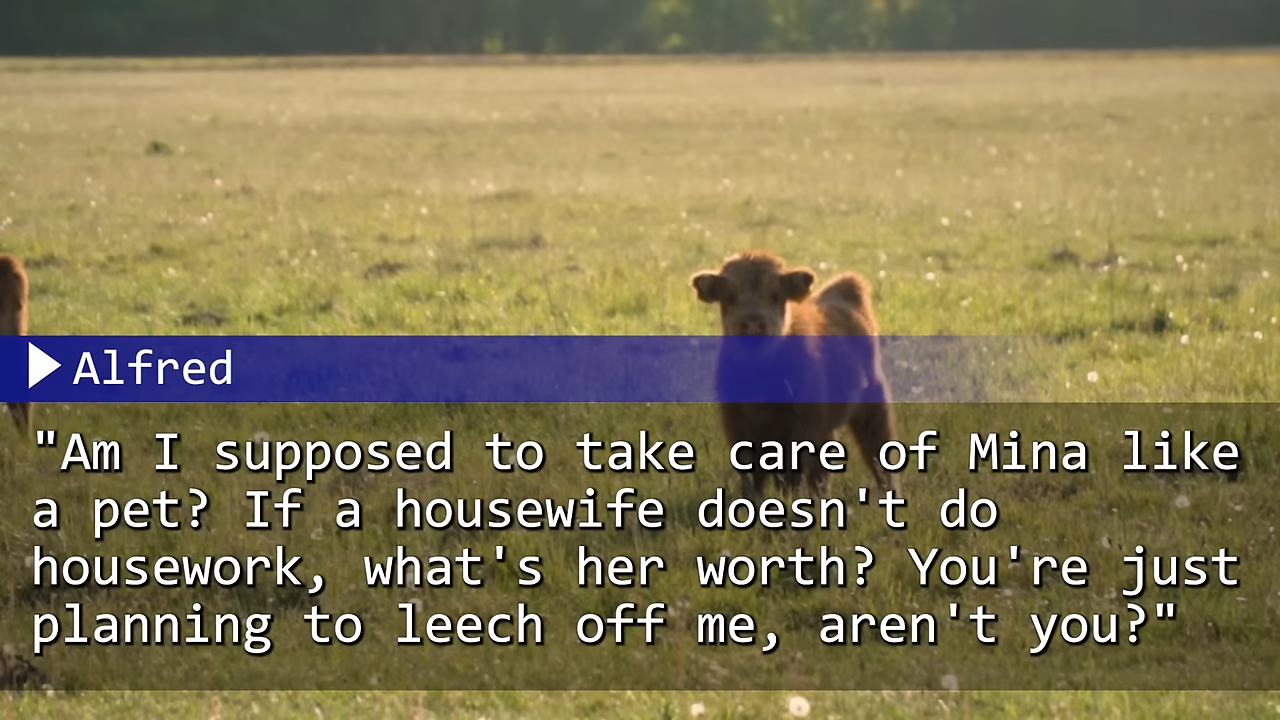 Alfred
"Am I supposed to take care of Mina like
a pet? If a housewife doesn't do
housework, what's her worth? You're just
planning to leech off me, aren't you?"